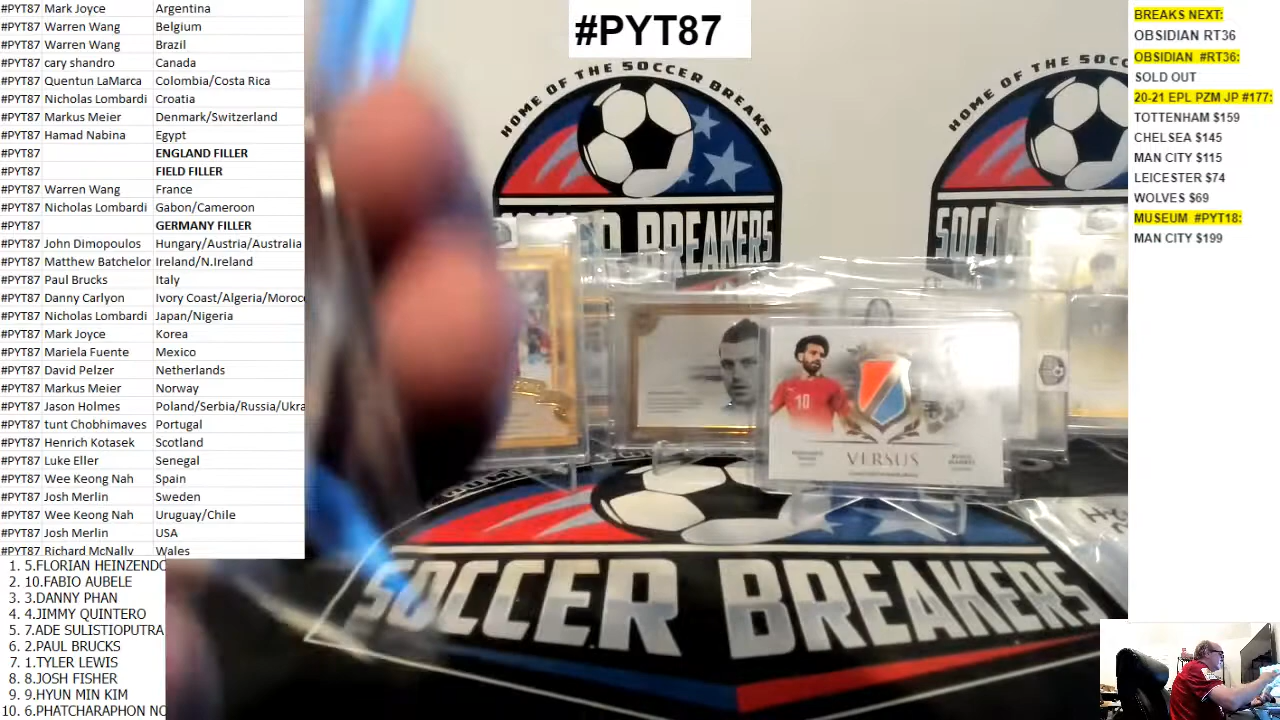 #PYT87 Mark Joyce Argentina
#PYT87 Warren Wang Belgium
#PYT87 Warren Wang Brazil
#PYT87 cary shandro Canada
#PYT87 Quentun LaMarca Colombia/Costa Rica
#PYT87 Nicholas Lombardi Croatia
#PYT87 Markus Meier Denmark/Switzerland
#PYT87 Hamad Nabina Egypt
#PYT87 ENGLAND FILLER
#PYT87 FIELD FILLER
#PYT87 Warren Wang France
#PYT87 Nicholas Lombardi Gabon/Cameroon
#PYT87 GERMANY FILLER
#PYT87 John Dimopoulos Hungary/Austria/Australia
#PYT87 Matthew Batchelor Ireland/N.Ireland
#PYT87 Paul Brucks Italy
#PYT87 Danny Carlyon Ivory Coast/Algeria/Moroc
#PYT87 Nicholas Lombardi Japan/Nigeria
#PYT87 Mark Joyce Korea
#PYT87 Mariela Fuente Mexico
#PYT87 David Pelzer Netherlands
#PYT87 Markus Meier Norway
#PYT87 Jason Holmes Poland/Serbia/Russia/Ukra
#PYT87 tunt Chobhimaves Portugal
#PYT87 Henrich Kotasek Scotland
#PYT87 Luke Eller Senegal
#PYT87 Wee Keong Nah Spain
#PYT87 Josh Merlin Sweden
#PYT87 Wee Keong Nah Uruguay/Chile
#PYT87 Josh Merlin USA
#PYT87 Richard McNally Wales
1. 5.FLORIAN HEINZENDO
2. 10.FABIO AUBELE
3. 3.DANNY PHAN
4. 4.JIMMY QUINTERO
5. 7.ADE SULISTIOPUTRA
6. 2.PAUL BRUCKS
7. 1.TYLER LEWIS
8. 8.JOSH FISHER
9. 9.HYUN MIN KIM
10. 6.PHATCHARAPHON NO
#PYT87
HOME OF THE SOCCER BREAKS
SOCCER BREAKERS
HOME OF THE SOCCER
SOCC
10
VERSUS
SOCCER BREAKERS
BREAKS NEXT:
OBSIDIAN RT36
OBSIDIAN #RT36:
SOLD OUT
20-21 EPL PZM JP #177:
TOTTENHAM $159
CHELSEA $145
MAN CITY $115
LEICESTER $74
WOLVES $69
MUSEUM #PYT18:
MAN CITY $199